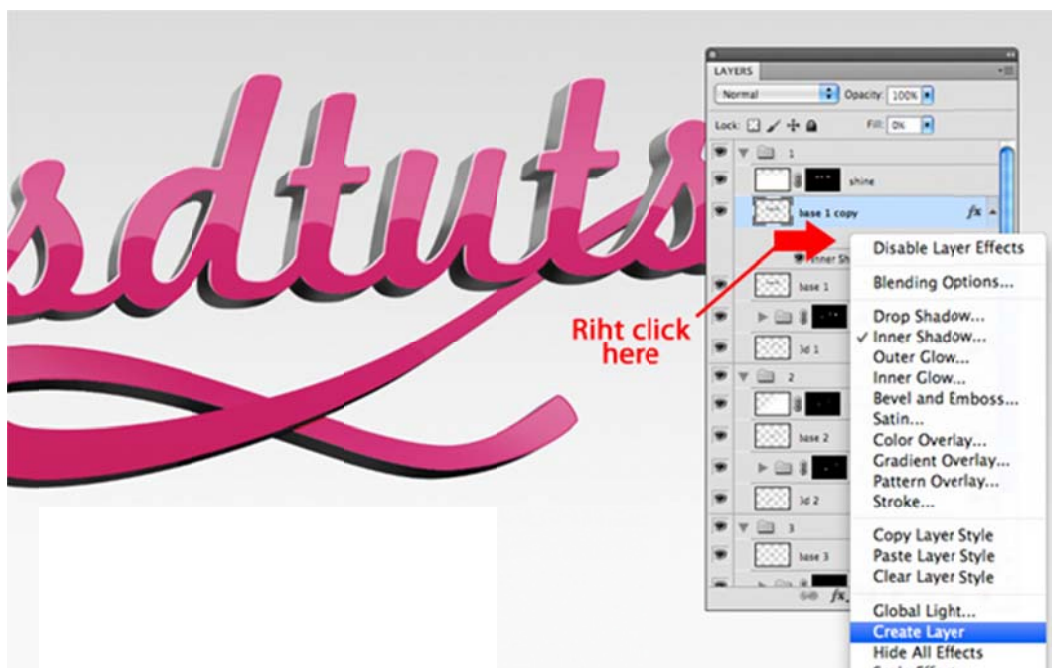 sdtuts
LAYERS
Normal Opacity: 100%
Lock: Fill: 0%
1
shine
base 1 copy fx
Inner Sh
base 1
3d 1
2
base 2
3d 2
3
base 3
fx
Riht click
here
Disable Layer Effects
Blending Options...
Drop Shadow...
Inner Shadow...
Outer Glow...
Inner Glow...
Bevel and Emboss...
Satin...
Color Overlay...
Gradient Overlay...
Pattern Overlay...
Stroke...
Copy Layer Style
Paste Layer Style
Clear Layer Style
Global Light...
Create Layer
Hide All Effects